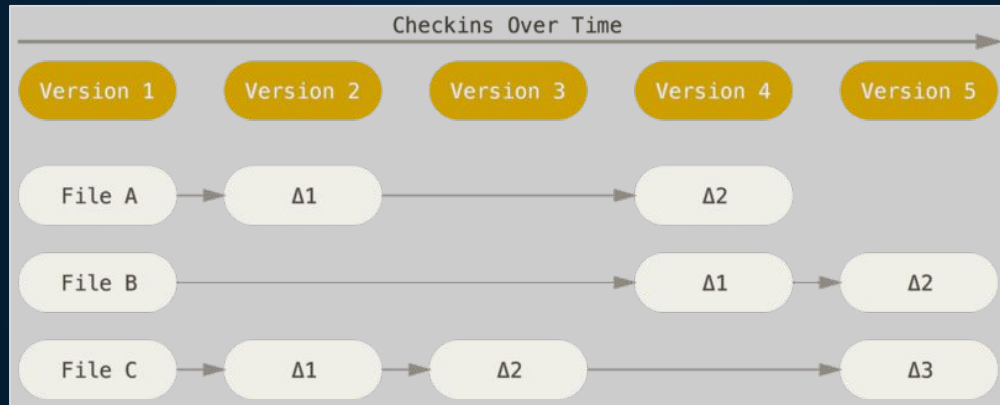 Checkins Over Time
Version 1 Version 2 Version 3 Version 4 Version 5
File A Δ1 Δ2
File B Δ1 Δ2
File C Δ1 Δ2 Δ3